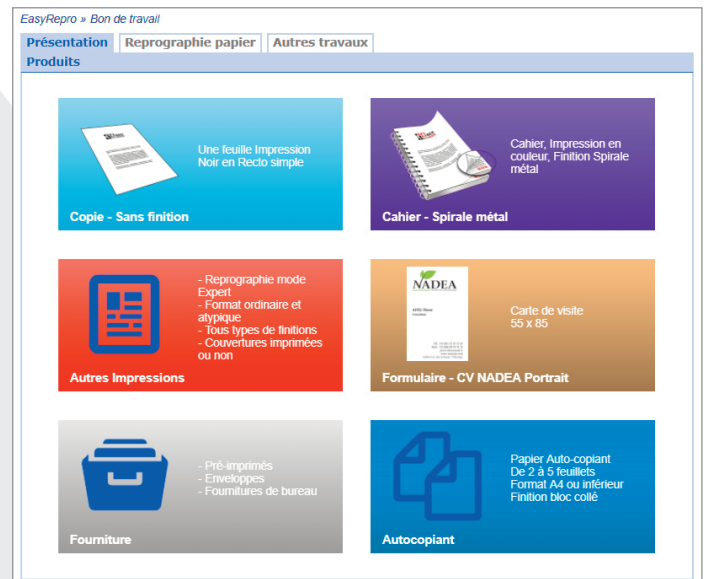 EasyRepro » Bon de travail
Présentation
Reprographie papier
Autres travaux
Produits
Une feuille Impression
Noir en Recto simple
Copie - Sans finition
Cahier, Impression en
couleur, Finition Spirale
métal
Cahier - Spirale métal
- Reprographie mode
Expert
- Format ordinaire et
atypique
- Tous types de finitions
- Couvertures imprimées
ou non
Autres Impressions
NADEA
Carte de visite
55 x 85
Formulaire - CV NADEA Portrait
- Pré-imprimés
- Enveloppes
- Fournitures de bureau
Fourniture
Papier Auto-copiant
De 2 à 5 feuillets
Format A4 ou inférieur
Finition bloc collé
Autocopiant